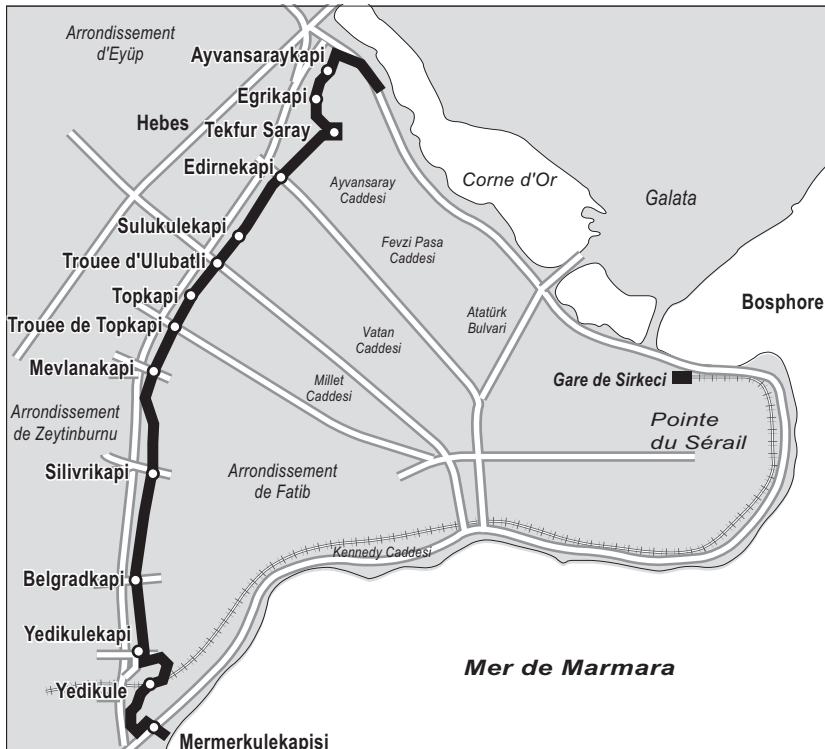 Arrondissement
d'Eyüp
Ayvansaraykapi
Egrikapi
Hebes
Tekfur Saray
Edirnekapi
Ayvansaray
Caddesi
Corne d'Or
Galata
Sulukulekapi
Fevzi Pasa
Caddesi
Trouee d'Ulubatli
Topkapi
Bosphore
Trouee de Topkapi
Atatürk
Bulvari
Vatan
Caddesi
Mevlanakapi
Millet
Caddesi
Gare de Sirkeci
Arrondissement
de Zeytinburnu
Pointe
du Sérail
Silivrikapi
Arrondissement
de Fatib
Kennedy Caddesi
Belgradkapi
Yedikulekapi
Mer de Marmara
Yedikule
Mermerkulekapisi